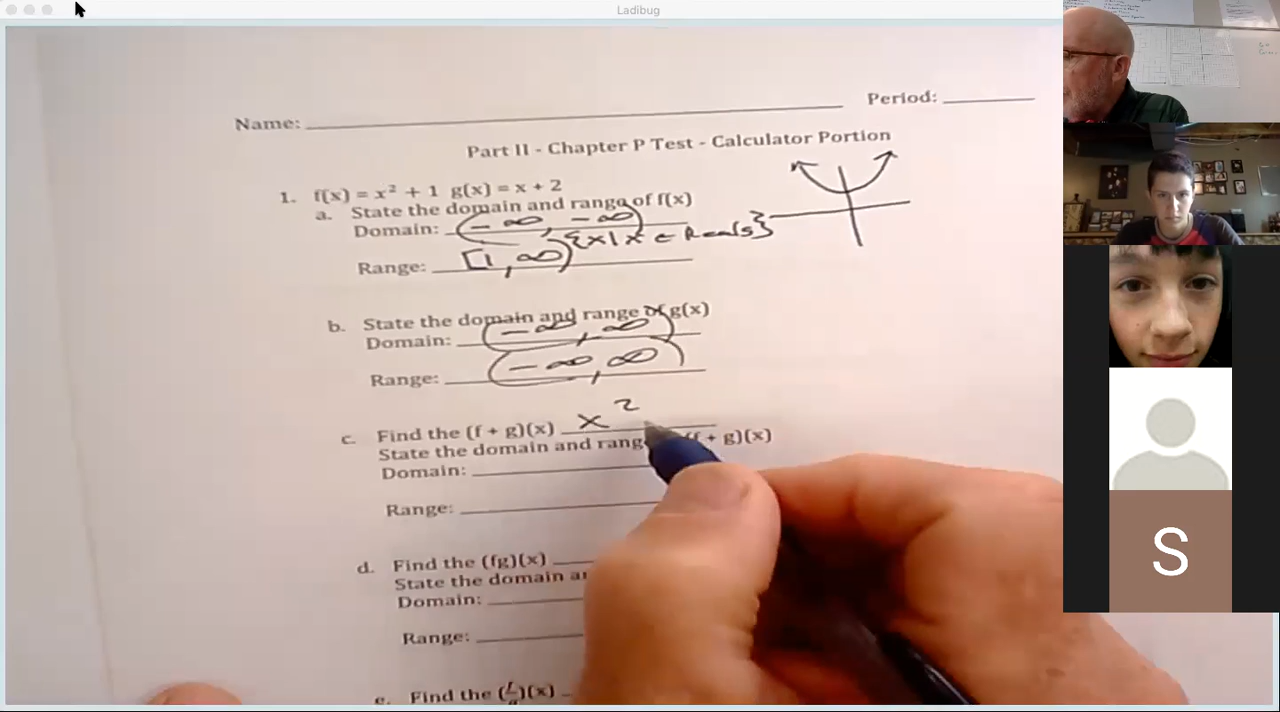 Ladibug
Name: Period:
Part II - Chapter P Test - Calculator Portion
1. f(x) = x² + 1 g(x) = x + 2
a. State the domain and range of f(x)
Domain: (-∞, -∞)
{x|x ∈ Reals}
Range: [1, ∞)
b. State the domain and range of g(x)
Domain: (-∞, ∞)
Range: (-∞, ∞)
c. Find the (f + g)(x) x²
State the domain and rang + g)(x)
Domain:
Range:
d. Find the (fg)(x)
State the domain a
Domain:
Range:
e. Find the (f/g)(x)
S